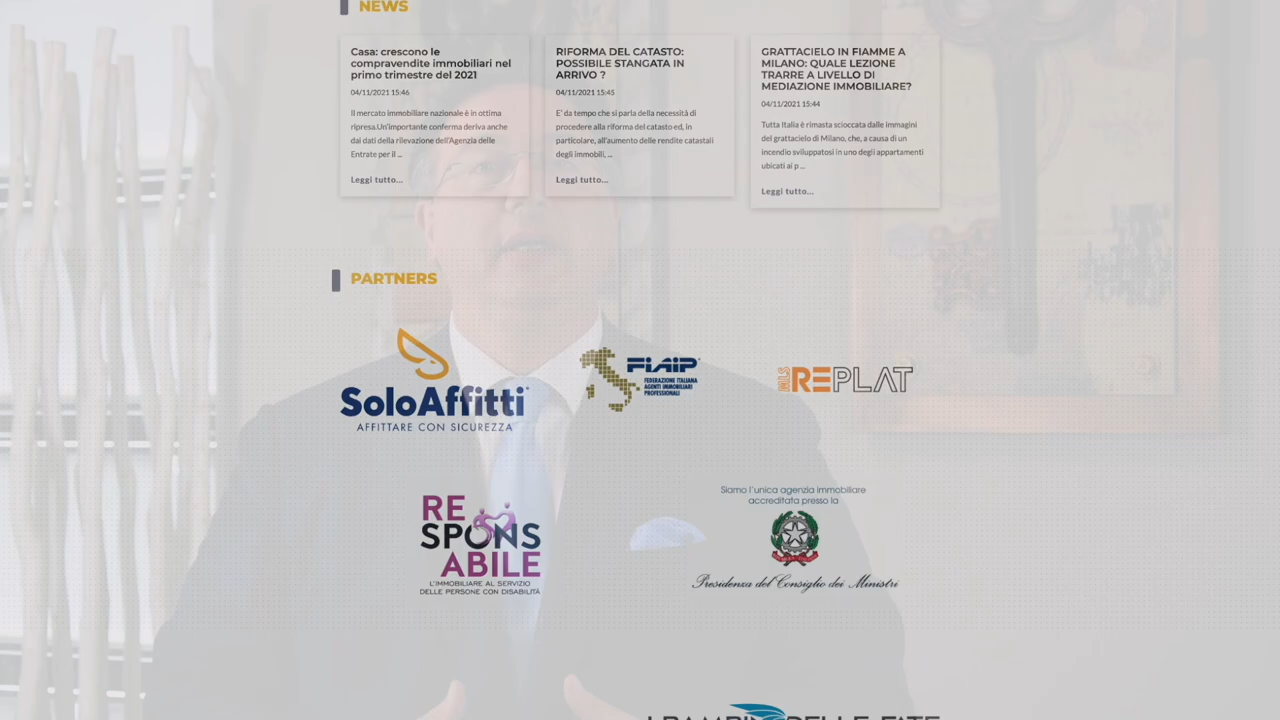 NEWS
Casa: crescono le
compravendite immobiliari nel
primo trimestre del 2021
04/11/2021 15:46
Il mercato immobiliare nazionale è in ottima
ripresa.Un'importante conferma deriva anche
dai dati della rilevazione dell'Agenzia delle
Entrate per il ...
Leggi tutto...
RIFORMA DEL CATASTO:
POSSIBILE STANGATA IN
ARRIVO ?
04/11/2021 15:45
E' da tempo che si parla della necessità di
procedere alla riforma del catasto ed, in
particolare, all'aumento delle rendite catastali
degli immobili, ...
Leggi tutto...
GRATTACIELO IN FIAMME A
MILANO: QUALE LEZIONE
TRARRE A LIVELLO DI
MEDIAZIONE IMMOBILIARE?
04/11/2021 15:44
Tutta Italia è rimasta scioccata dalle immagini
del grattacielo di Milano, che, a causa di un
incendio sviluppatosi in uno degli appartamenti
ubicati ai p ...
Leggi tutto...
PARTNERS
SoloAffitti
AFFITTARE CON SICUREZZA
FIAIP
FEDERAZIONE ITALIANA
AGENTI IMMOBILIARI
PROFESSIONALI
MLS REPLAT
RE
SPONS
ABILE
L'IMMOBILIARE AL SERVIZIO
DELLE PERSONE CON DISABILITÀ
Siamo l'unica agenzia immobiliare
accreditata presso la
Presidenza del Consiglio dei Ministri
I BAMBINI DELLE FATE